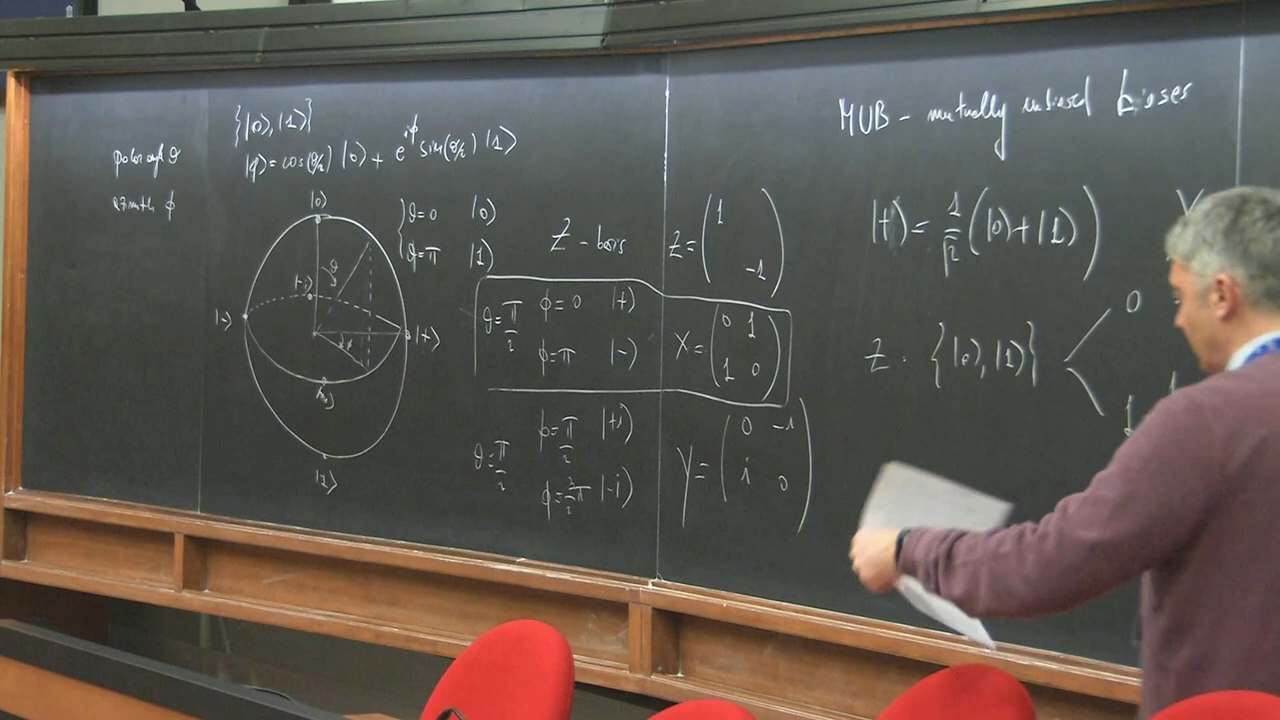 {|0⟩, |1⟩}
|φ⟩ = cos(θ/2) |0⟩ + e^{iϕ} sin(θ/2) |1⟩
polar angle ϑ
azimuth ϕ
|0⟩
|-i⟩
ϑ
|-⟩
|+⟩
ϕ
|1⟩
ϑ=0 |0⟩
ϑ=π |1⟩
Z - basis
Z = ( 1 -1 )
ϑ=π/2 ϕ=0 |+⟩
ϕ=π |-⟩
X = ( 0 1
1 0 )
ϑ=π/2 ϕ=π/2 |+i⟩
ϕ=3/2 π |-i⟩
Y = ( 0 -i
i 0 )
MUB - mutually unbiased bases
|+⟩ = 1/√2 (|0⟩+|1⟩)
Z : {|0⟩, |1⟩} 0
1